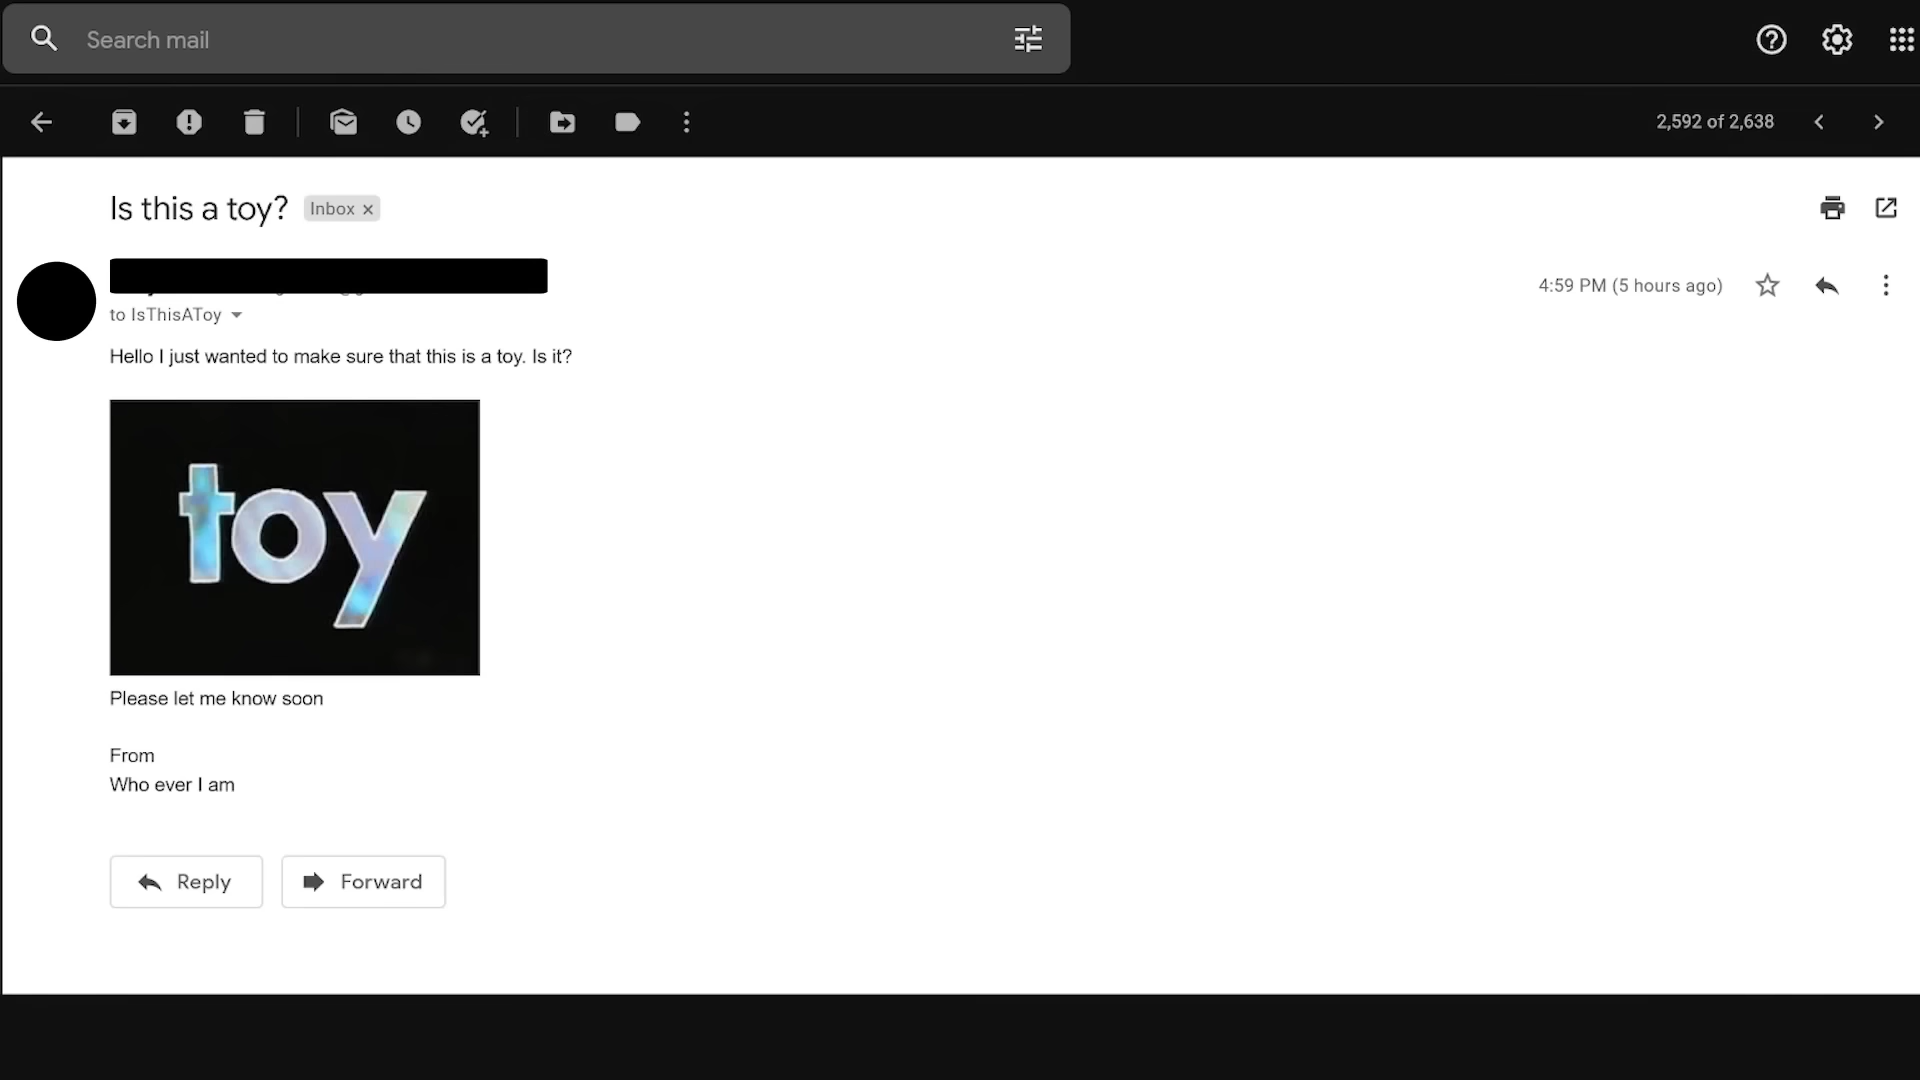 Search mail
2,592 of 2,638
Is this a toy? Inbox x
4:59 PM (5 hours ago)
to IsThisAToy
Hello I just wanted to make sure that this is a toy. Is it?
toy
Please let me know soon
From
Who ever I am
Reply Forward